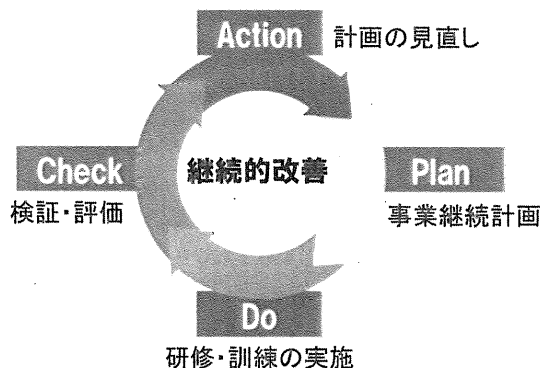 Action 計画の見直し
Check 継続的改善 Plan
検証・評価 事業継続計画
Do
研修・訓練の実施